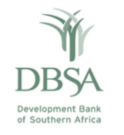 DBSA
Development Bank
of Southern Africa